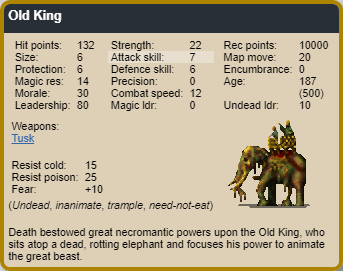 Old King
Hit points: 132 Strength: 22 Rec points: 10000
Size: 6 Attack skill: 7 Map move: 20
Protection: 6 Defence skill: 6 Encumbrance: 0
Magic res: 14 Precision: 0 Age: 187
Morale: 30 Combat speed: 12 (500)
Leadership: 80 Magic ldr: 0 Undead ldr: 10
Weapons:
Tusk
Resist cold: 15
Resist poison: 25
Fear: +10
(Undead, inanimate, trample, need-not-eat)
Death bestowed great necromantic powers upon the Old King, who
sits atop a dead, rotting elephant and focuses his power to animate
the great beast.